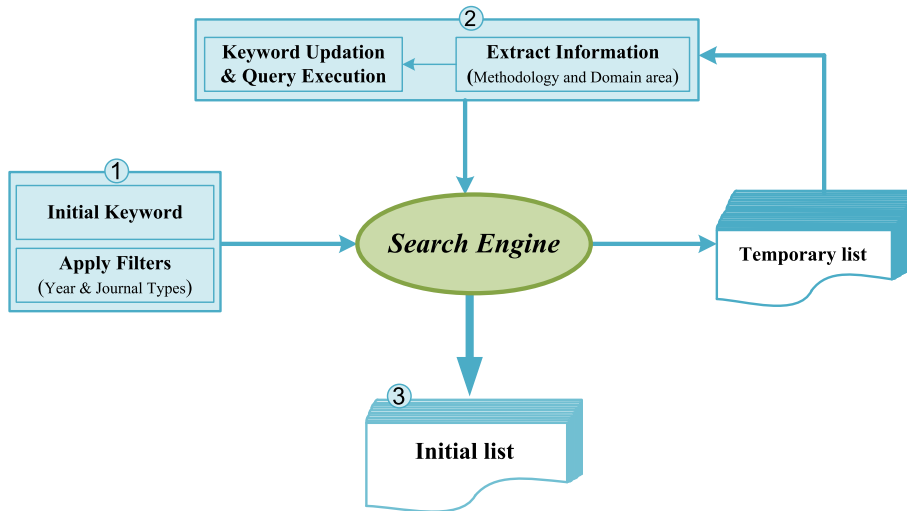 2
Keyword Updation
& Query Execution
Extract Information
(Methodology and Domain area)
1
Initial Keyword
Apply Filters
(Year & Journal Types)
Search Engine
Temporary list
3
Initial list